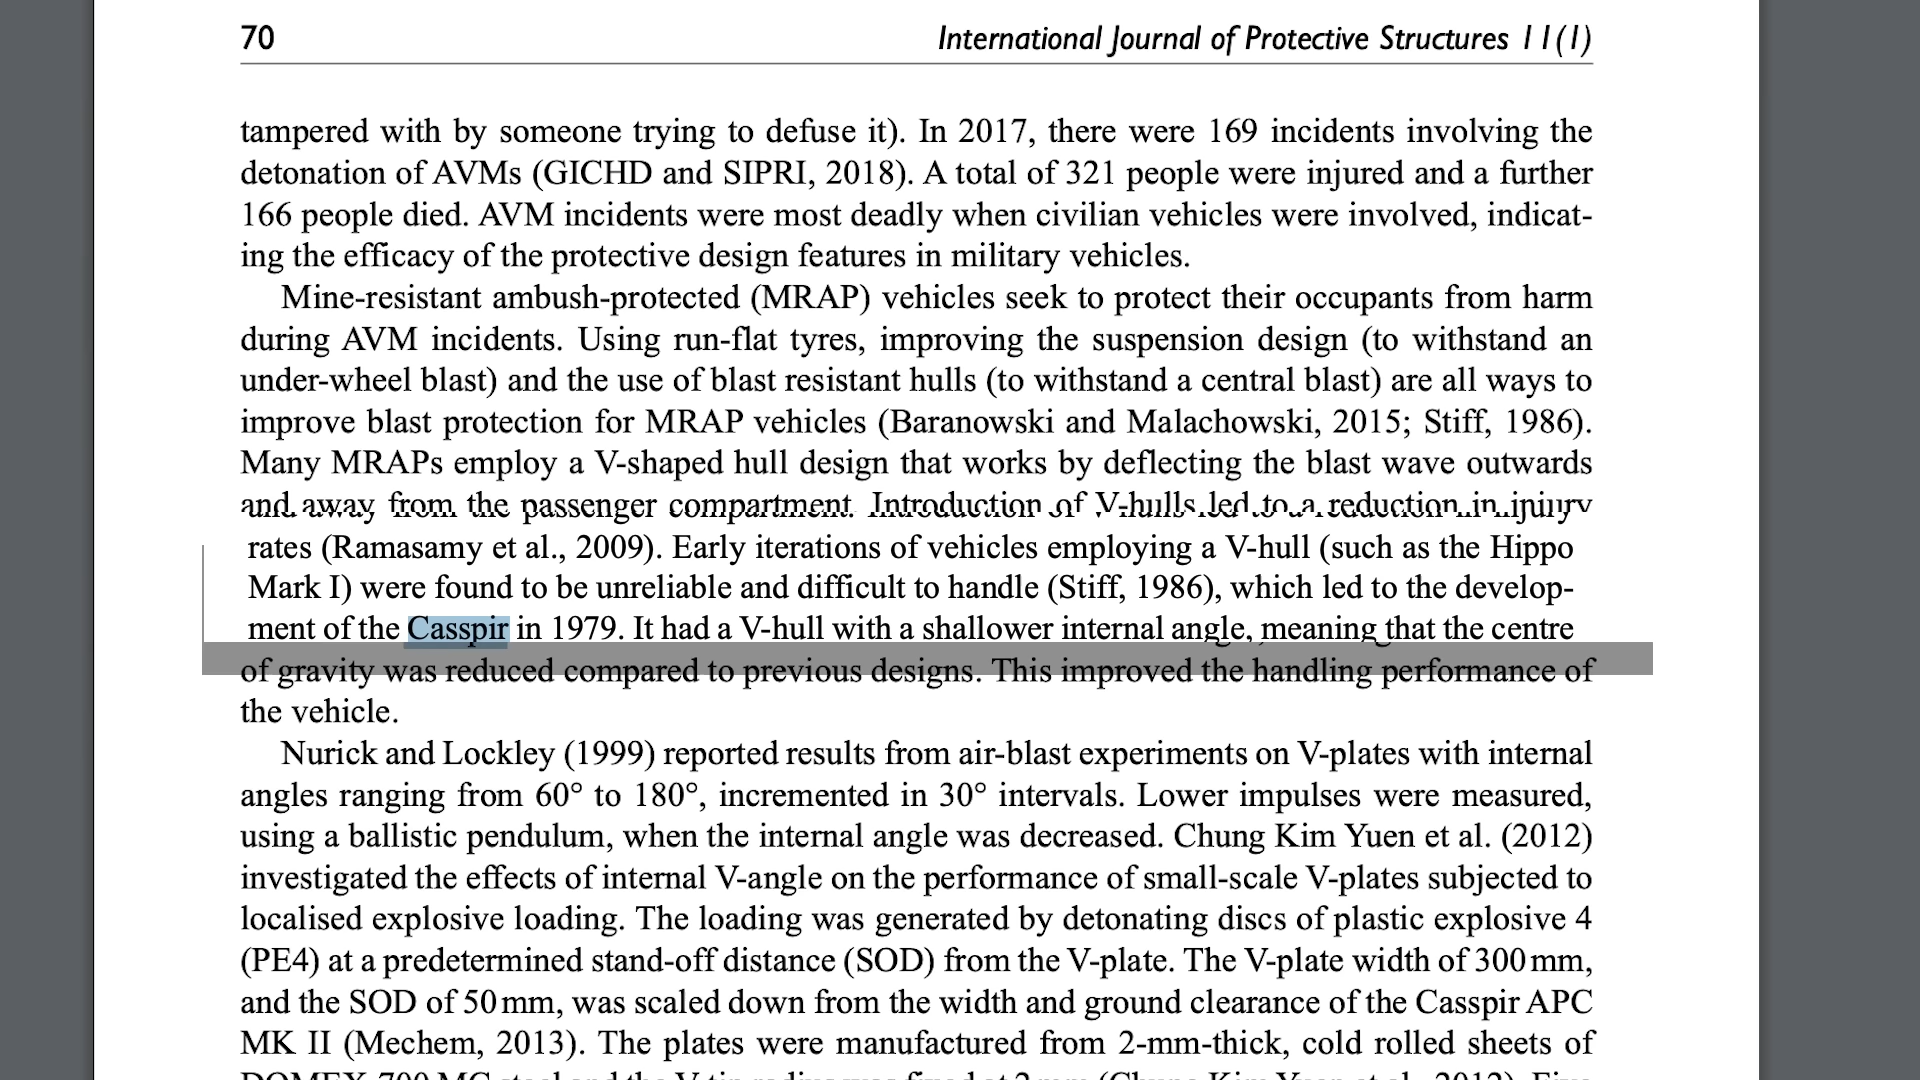 70
International Journal of Protective Structures 11(1)
tampered with by someone trying to defuse it). In 2017, there were 169 incidents involving the
detonation of AVMs (GICHD and SIPRI, 2018). A total of 321 people were injured and a further
166 people died. AVM incidents were most deadly when civilian vehicles were involved, indicat-
ing the efficacy of the protective design features in military vehicles.
Mine-resistant ambush-protected (MRAP) vehicles seek to protect their occupants from harm
during AVM incidents. Using run-flat tyres, improving the suspension design (to withstand an
under-wheel blast) and the use of blast resistant hulls (to withstand a central blast) are all ways to
improve blast protection for MRAP vehicles (Baranowski and Malachowski, 2015; Stiff, 1986).
Many MRAPs employ a V-shaped hull design that works by deflecting the blast wave outwards
and away from the passenger compartment. Introduction of V-hulls led to a reduction in injury
rates (Ramasamy et al., 2009). Early iterations of vehicles employing a V-hull (such as the Hippo
Mark I) were found to be unreliable and difficult to handle (Stiff, 1986), which led to the develop-
ment of the Casspir in 1979. It had a V-hull with a shallower internal angle, meaning that the centre
of gravity was reduced compared to previous designs. This improved the handling performance of
the vehicle.
Nurick and Lockley (1999) reported results from air-blast experiments on V-plates with internal
angles ranging from 60° to 180°, incremented in 30° intervals. Lower impulses were measured,
using a ballistic pendulum, when the internal angle was decreased. Chung Kim Yuen et al. (2012)
investigated the effects of internal V-angle on the performance of small-scale V-plates subjected to
localised explosive loading. The loading was generated by detonating discs of plastic explosive 4
(PE4) at a predetermined stand-off distance (SOD) from the V-plate. The V-plate width of 300 mm,
and the SOD of 50 mm, was scaled down from the width and ground clearance of the Casspir APC
MK II (Mechem, 2013). The plates were manufactured from 2-mm-thick, cold rolled sheets of